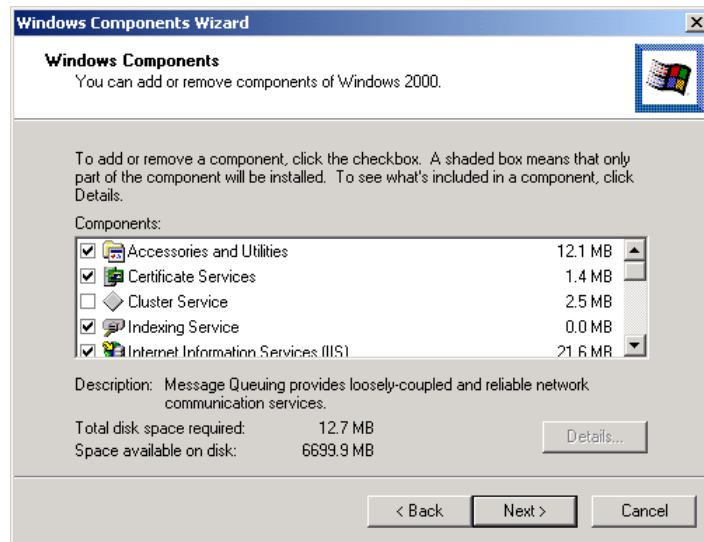 Windows Components Wizard
Windows Components
You can add or remove components of Windows 2000.
To add or remove a component, click the checkbox. A shaded box means that only
part of the component will be installed. To see what's included in a component, click
Details.
Components:
Accessories and Utilities 12.1 MB
Certificate Services 1.4 MB
Cluster Service 2.5 MB
Indexing Service 0.0 MB
Internet Information Services (IIS) 21.6 MB
Description: Message Queuing provides loosely-coupled and reliable network
communication services.
Total disk space required: 12.7 MB
Space available on disk: 6699.9 MB
Details...
< Back Next > Cancel